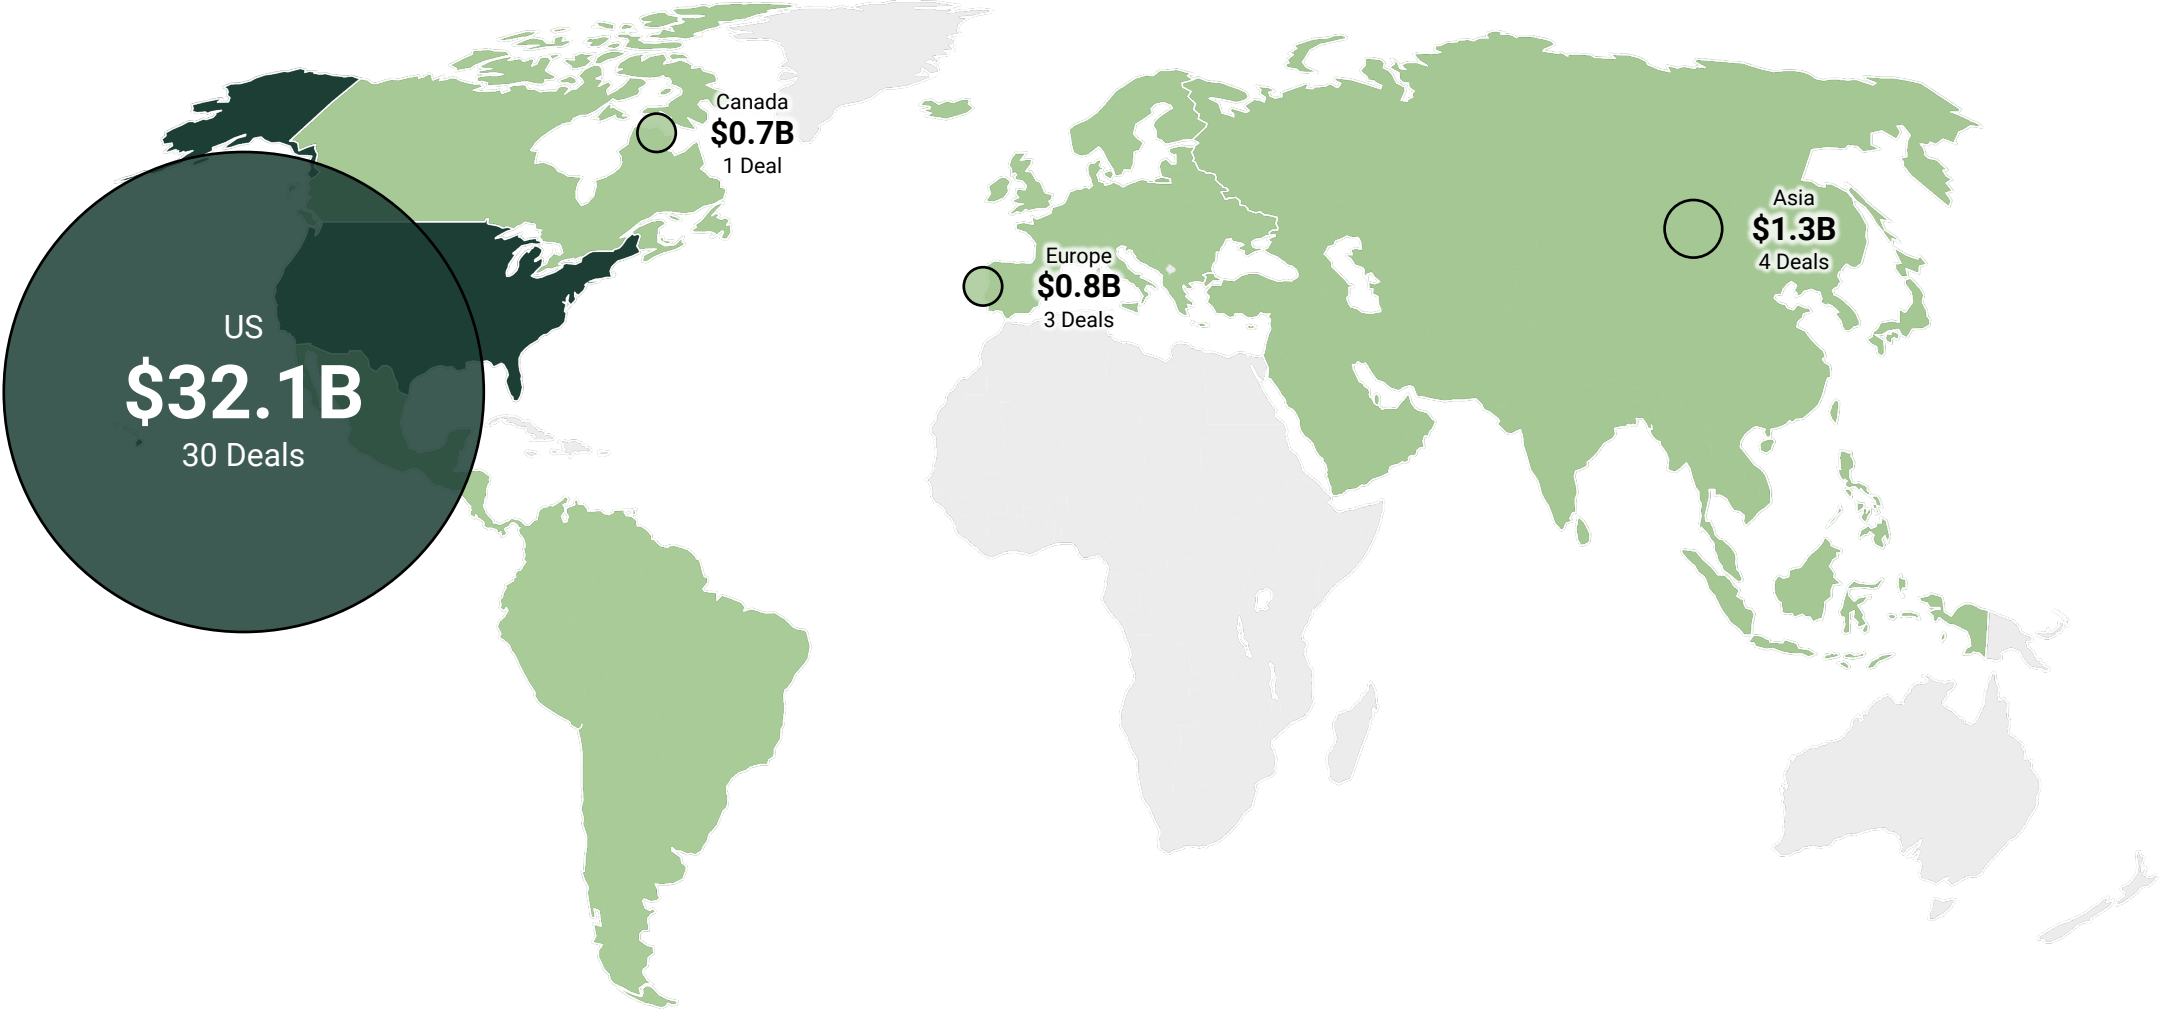 Canada
$0.7B
1 Deal
Asia
$1.3B
4 Deals
Europe
$0.8B
3 Deals
US
$32.1B
30 Deals